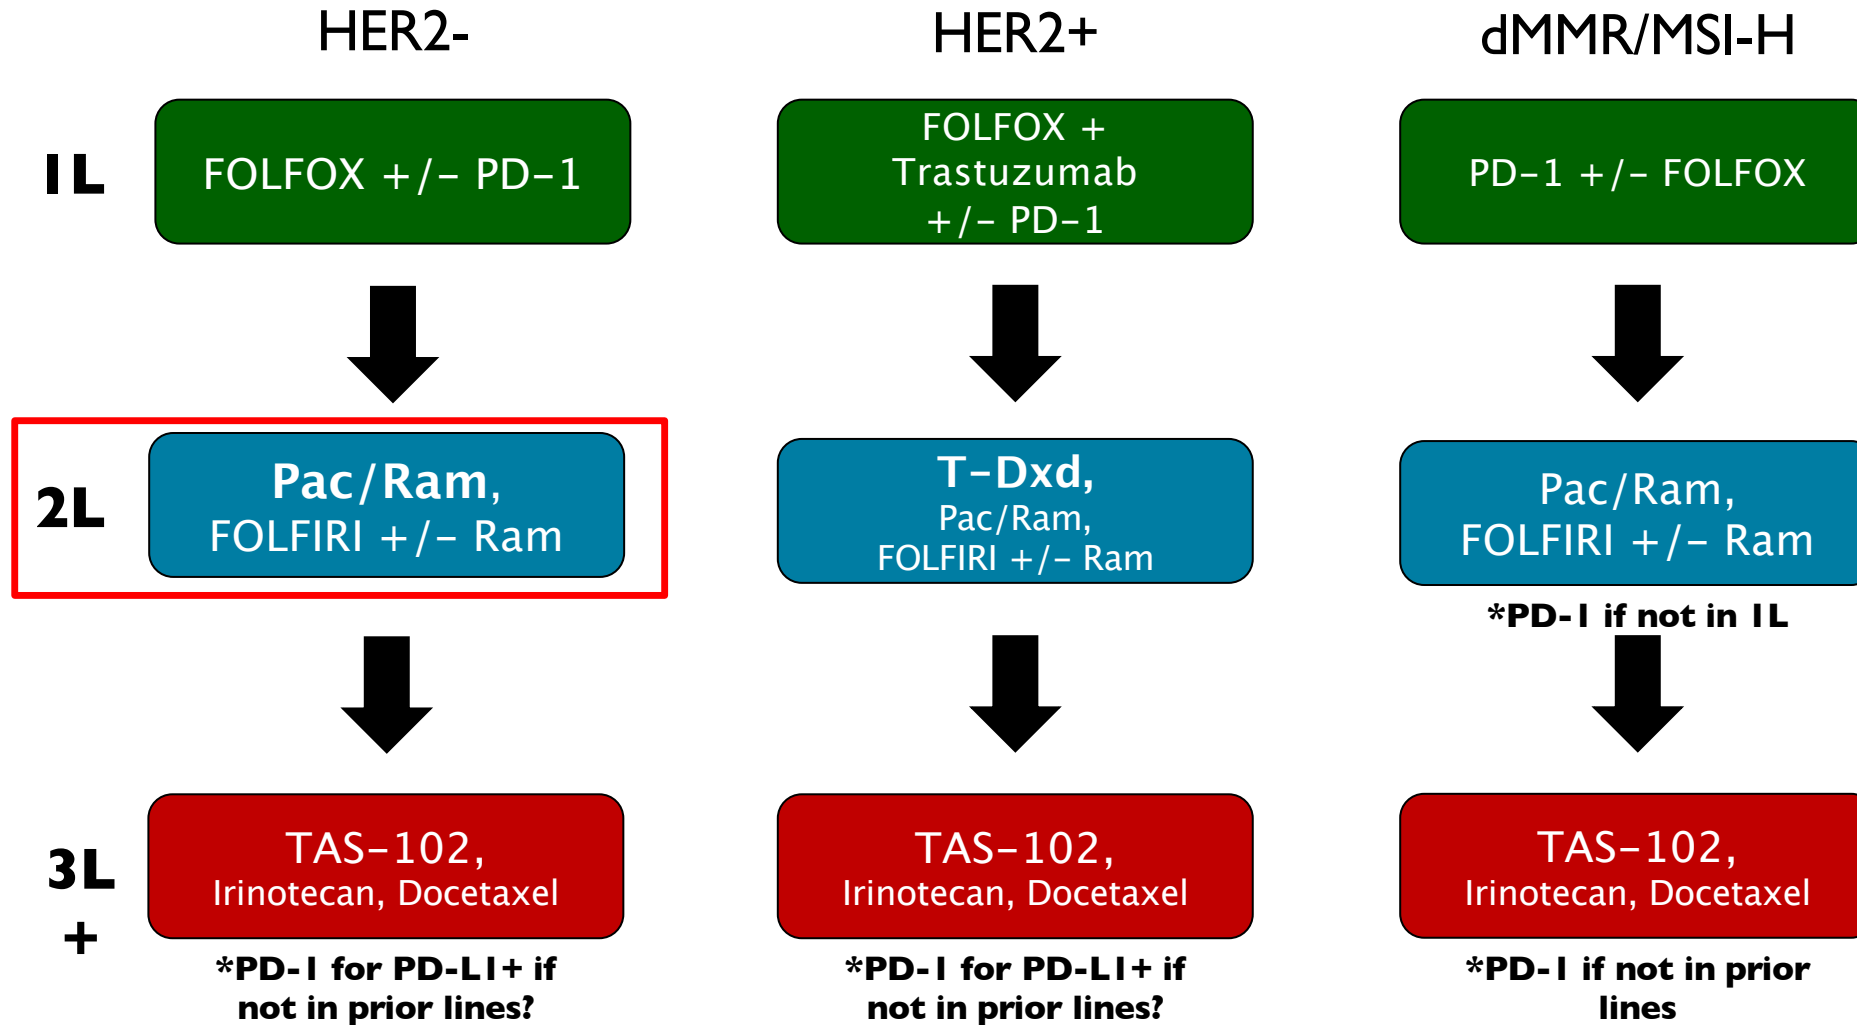 HER2-
HER2+
dMMR/MSI-H
1L
FOLFOX +/- PD-1
FOLFOX +
Trastuzumab
+/- PD-1
PD-1 +/- FOLFOX
2L
Pac/Ram,
FOLFIRI +/- Ram
T-Dxd,
Pac/Ram,
FOLFIRI +/- Ram
Pac/Ram,
FOLFIRI +/- Ram
*PD-1 if not in 1L
3L
+
TAS-102,
Irinotecan, Docetaxel
*PD-1 for PD-L1+ if
not in prior lines?
TAS-102,
Irinotecan, Docetaxel
*PD-1 for PD-L1+ if
not in prior lines?
TAS-102,
Irinotecan, Docetaxel
*PD-1 if not in prior
lines